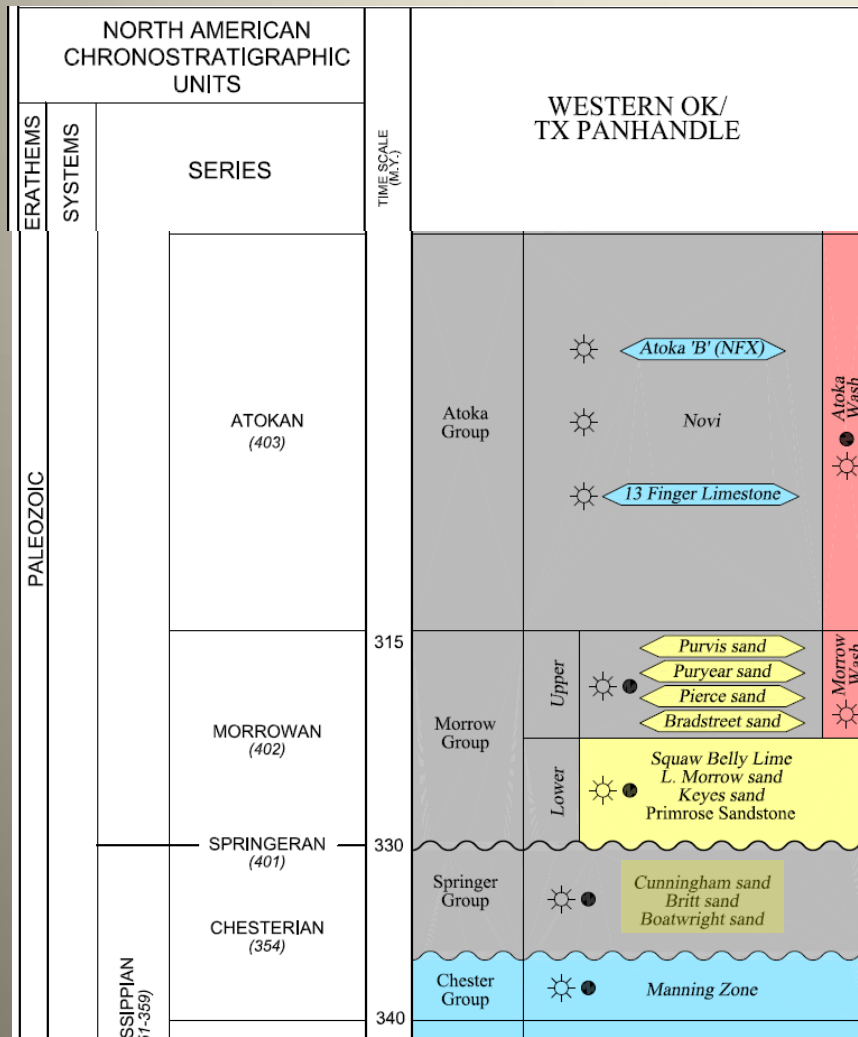 NORTH AMERICAN
CHRONOSTRATIGRAPHIC
UNITS
ERATHEMS
SYSTEMS
SERIES
TIME SCALE
(M.Y.)
WESTERN OK/
TX PANHANDLE
PALEOZOIC
ATOKAN
(403)
Atoka
Group
Atoka 'B' (NFX)
Novi
13 Finger Limestone
Atoka
Wash
315
MORROWAN
(402)
Morrow
Group
Upper
Purvis sand
Puryear sand
Pierce sand
Bradstreet sand
Morrow
Wash
Lower
Squaw Belly Lime
L. Morrow sand
Keyes sand
Primrose Sandstone
SPRINGERAN
(401)
330
Springer
Group
Cunningham sand
Britt sand
Boatwright sand
CHESTERIAN
(354)
Chester
Group
Manning Zone
340
SSIPPIAN
1-359)